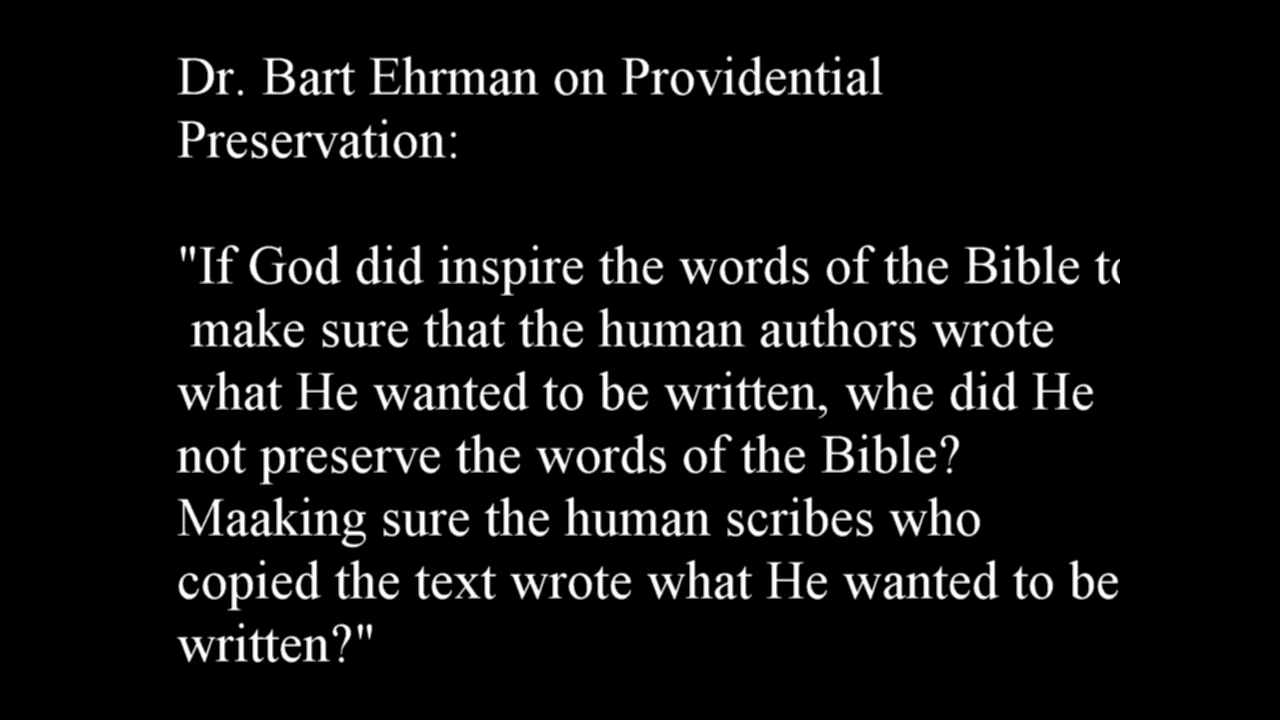 Dr. Bart Ehrman on Providential
Preservation:
"If God did inspire the words of the Bible to
make sure that the human authors wrote
what He wanted to be written, whe did He
not preserve the words of the Bible?
Maaking sure the human scribes who
copied the text wrote what He wanted to be
written?"